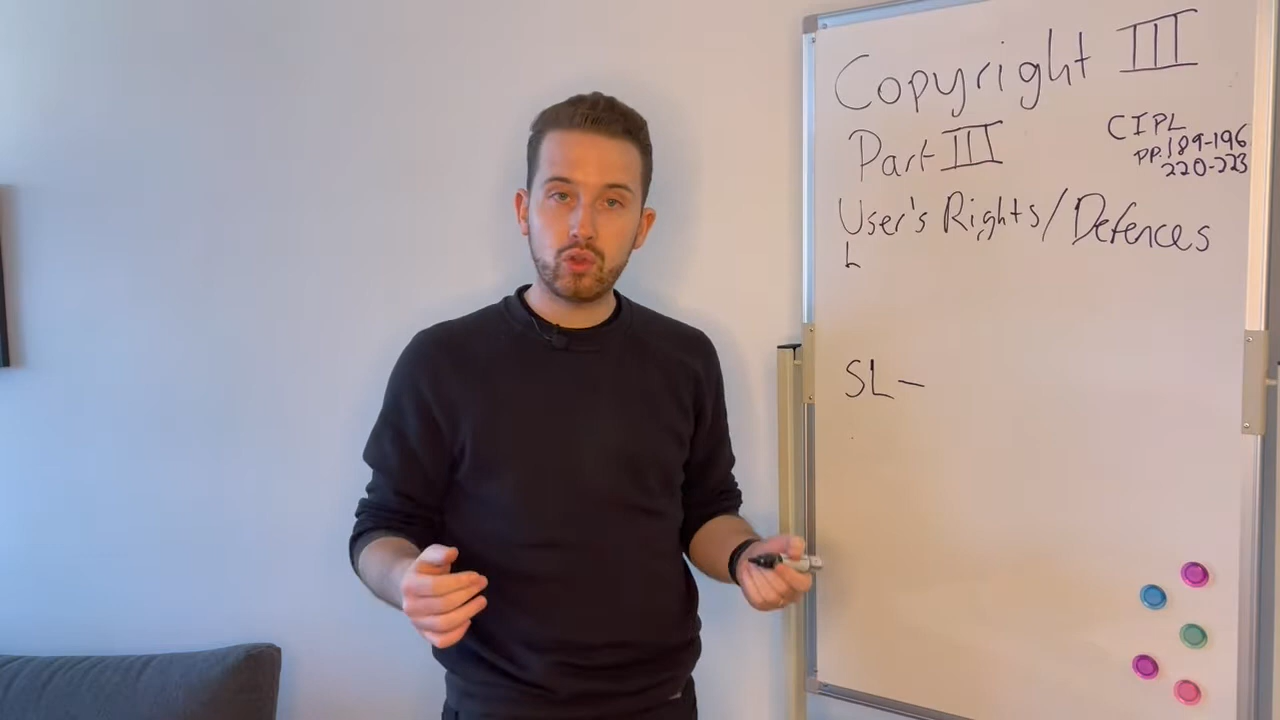 Copyright III
Part III
CIPL
PP. 189-196
220-223
User's Rights/Defences
L
SL-